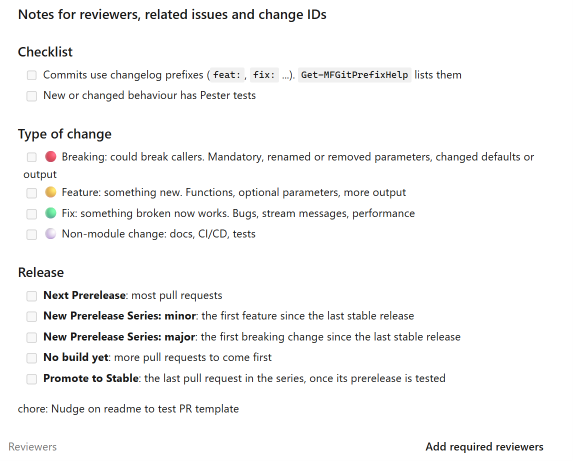 Notes for reviewers, related issues and change IDs
Checklist
Commits use changelog prefixes ( feat: , fix: ...). Get-MFGitPrefixHelp lists them
New or changed behaviour has Pester tests
Type of change
Breaking: could break callers. Mandatory, renamed or removed parameters, changed defaults or
output
Feature: something new. Functions, optional parameters, more output
Fix: something broken now works. Bugs, stream messages, performance
Non-module change: docs, CI/CD, tests
Release
Next Prerelease: most pull requests
New Prerelease Series: minor: the first feature since the last stable release
New Prerelease Series: major: the first breaking change since the last stable release
No build yet: more pull requests to come first
Promote to Stable: the last pull request in the series, once its prerelease is tested
chore: Nudge on readme to test PR template
Reviewers Add required reviewers